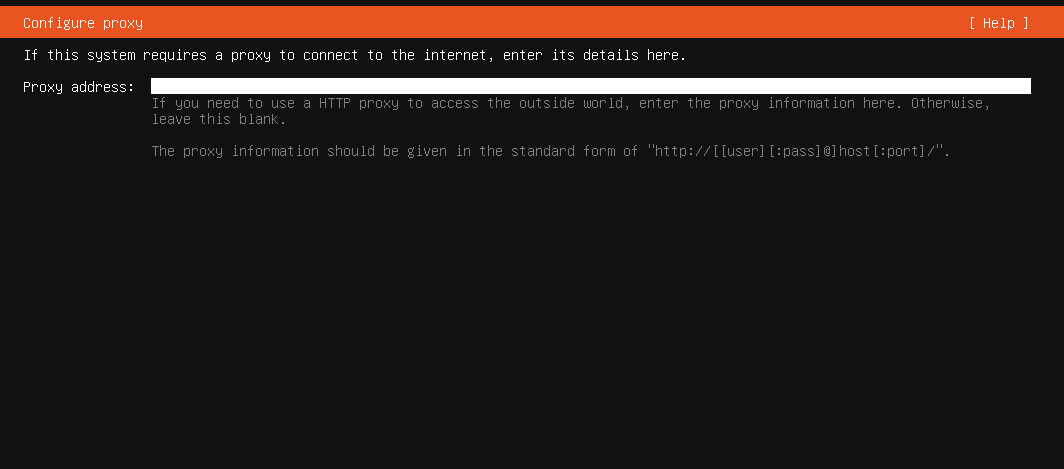 Configure proxy [ Help ]
If this system requires a proxy to connect to the internet, enter its details here.
Proxy address:
If you need to use a HTTP proxy to access the outside world, enter the proxy information here. Otherwise,
leave this blank.
The proxy information should be given in the standard form of "http://[[user][:pass]@]host[:port]/".